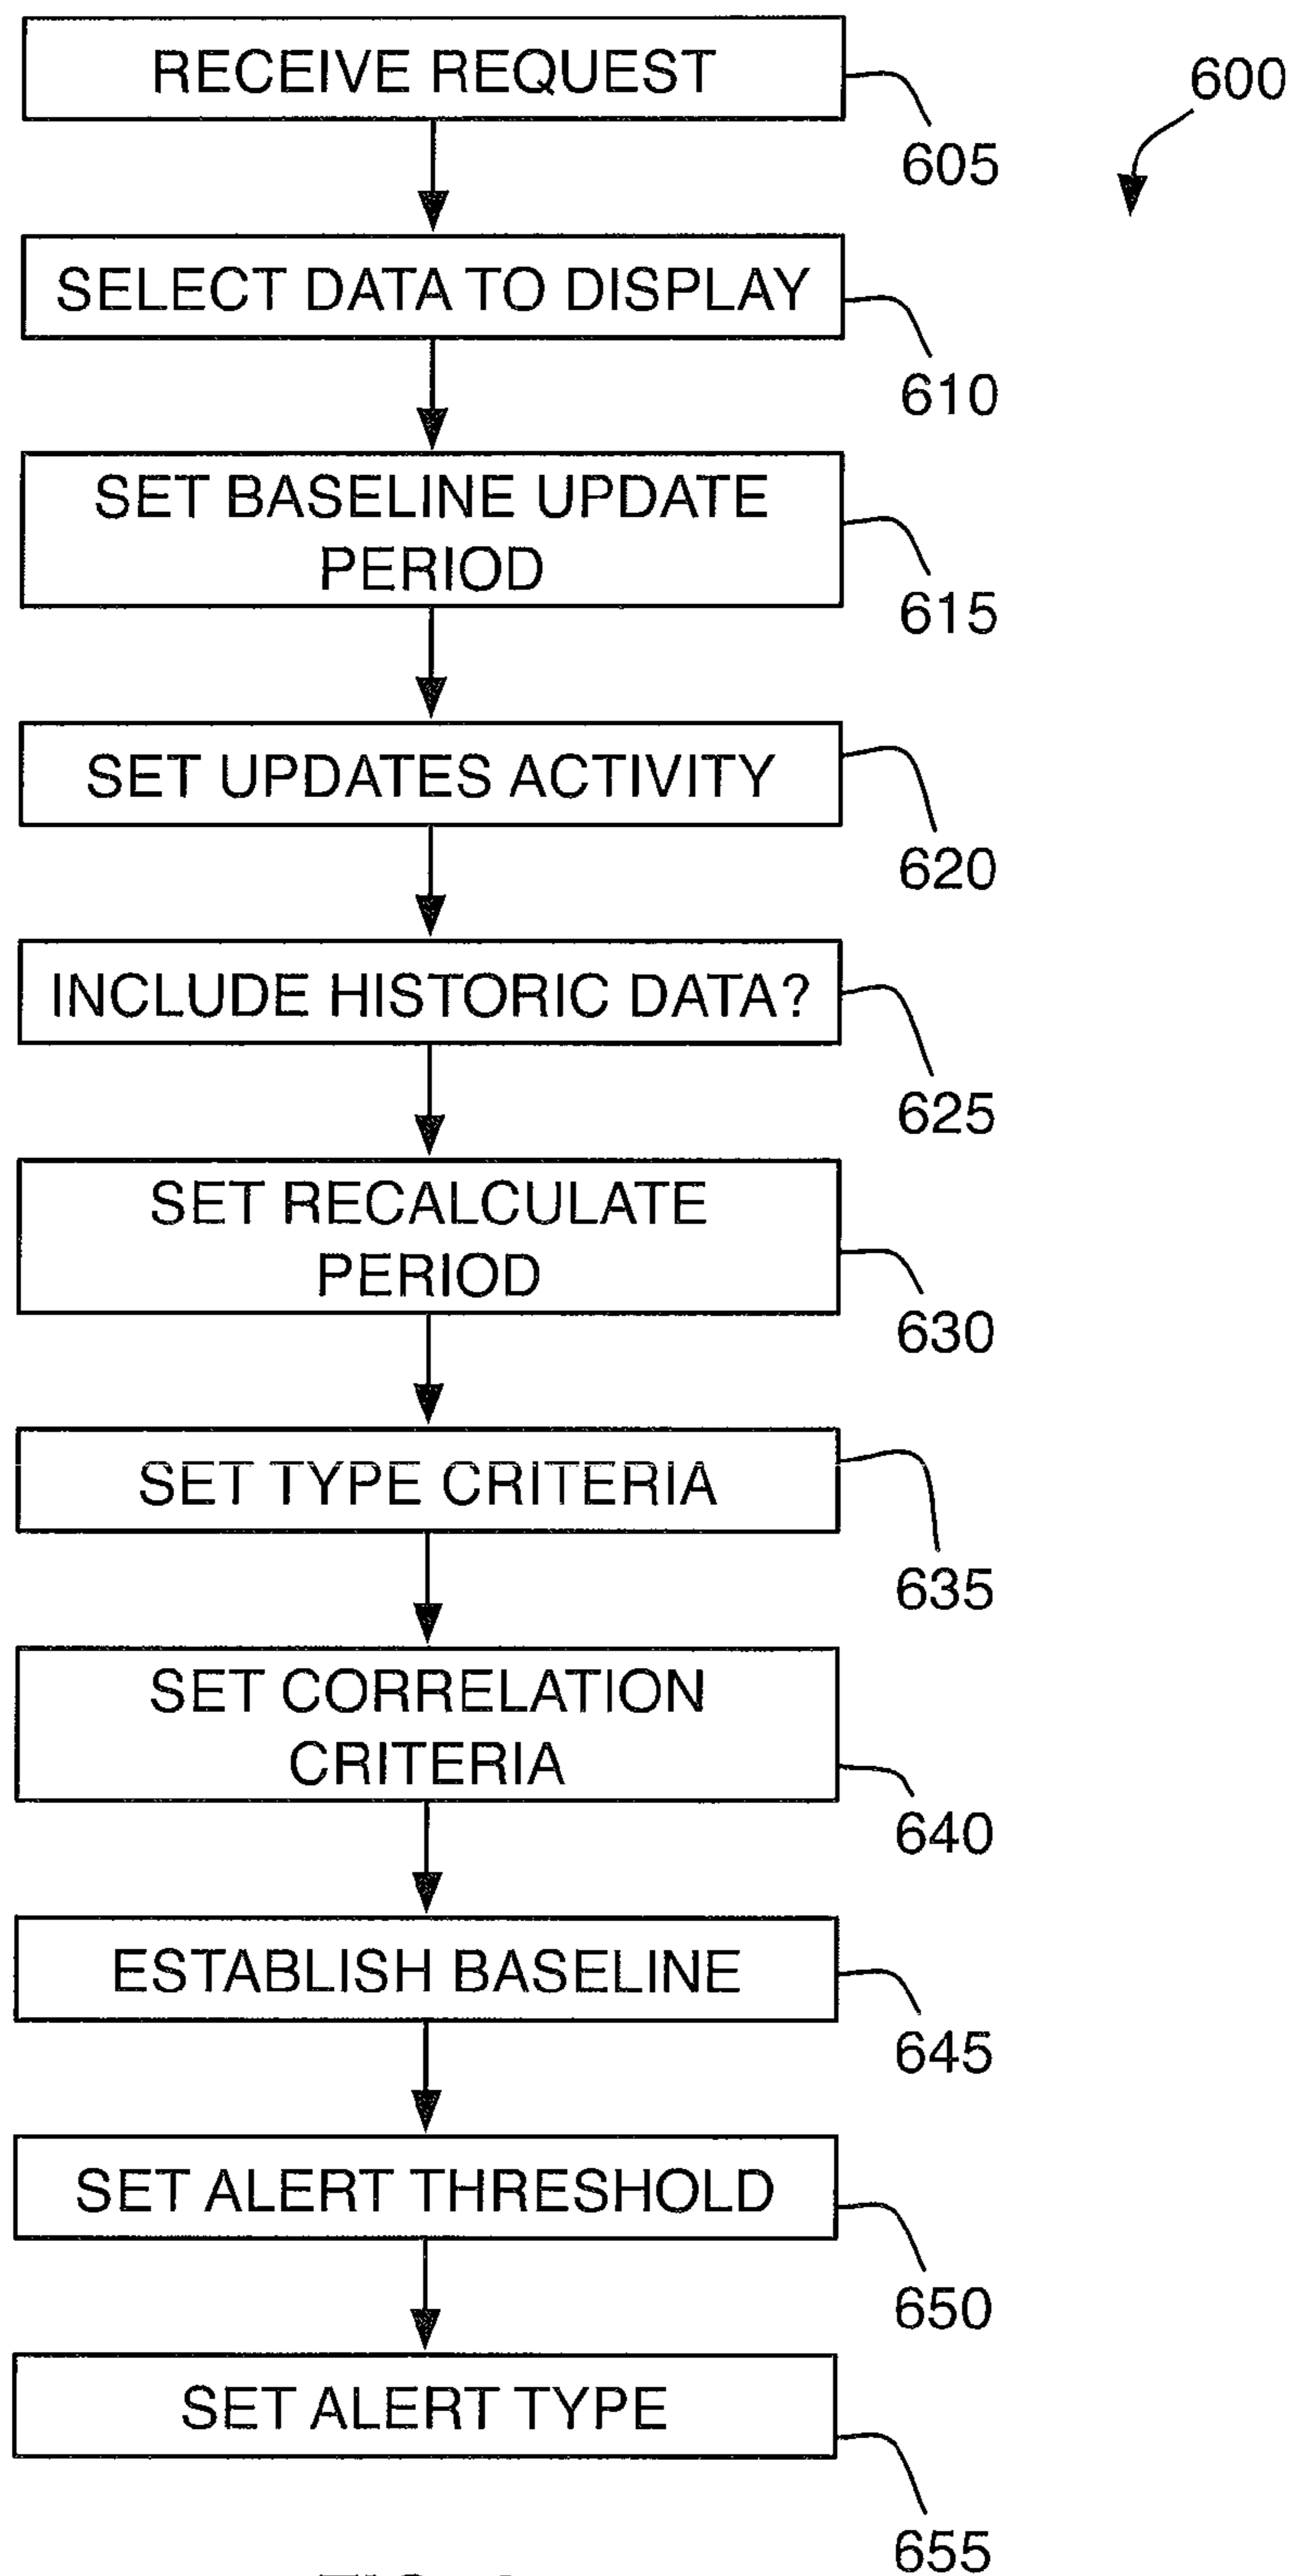 RECEIVE REQUEST
600
605
SELECT DATA TO DISPLAY
610
SET BASELINE UPDATE
PERIOD
615
SET UPDATES ACTIVITY
620
INCLUDE HISTORIC DATA?
625
SET RECALCULATE
PERIOD
630
SET TYPE CRITERIA
635
SET CORRELATION
CRITERIA
640
ESTABLISH BASELINE
645
SET ALERT THRESHOLD
650
SET ALERT TYPE
655